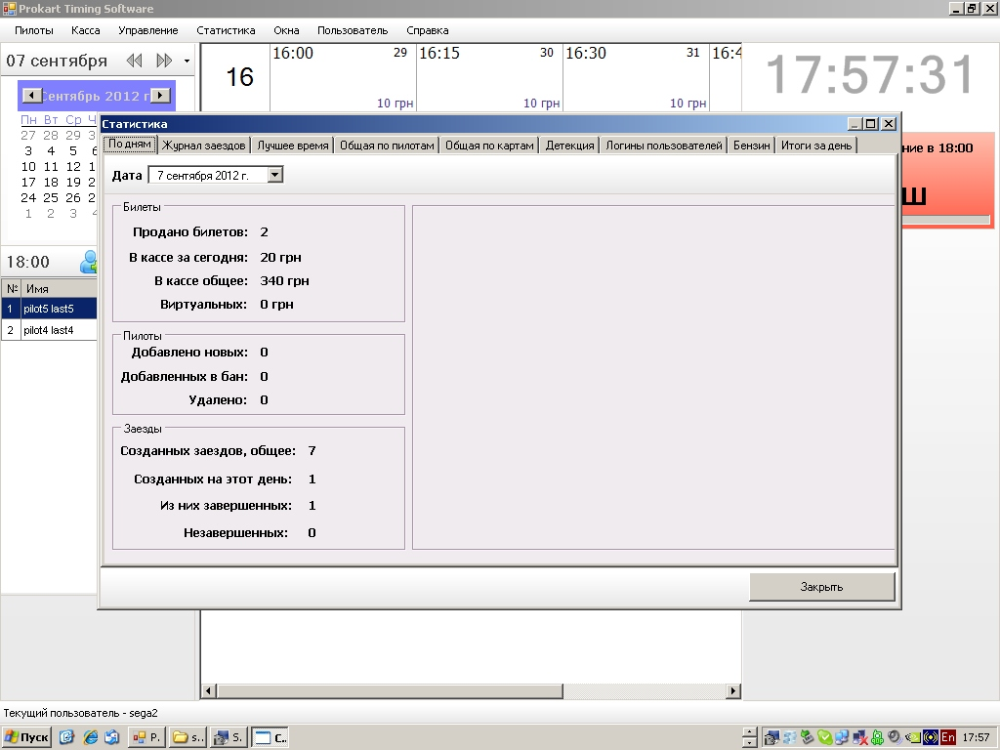 Prokart Timing Software
Пилоты Касса Управление Статистика Окна Пользователь Справка
07 сентября
16
16:00 29
10 грн
16:15 30
10 грн
16:30 31
10 грн
16:4
17:57:31
ентябрь 2012 г
Пн Вт Ср Ч
27 28 29 3
3 4 5 6
10 11 12 1
17 18 19 2
24 25 26 2
1 2 3 4
18:00
№ Имя
1 pilot5 last5
2 pilot4 last4
ние в 18:00
Ш
Статистика
По дням Журнал заездов Лучшее время Общая по пилотам Общая по картам Детекция Логины пользователей Бензин Итоги за день
Дата 7 сентября 2012 г.
Билеты
Продано билетов: 2
В кассе за сегодня: 20 грн
В кассе общее: 340 грн
Виртуальных: 0 грн
Пилоты
Добавлено новых: 0
Добавленных в бан: 0
Удалено: 0
Заезды
Созданных заездов, общее: 7
Созданных на этот день: 1
Из них завершенных: 1
Незавершенных: 0
Закрыть
Текущий пользователь - sega2
Пуск P. s.. S. С.. En 17:57